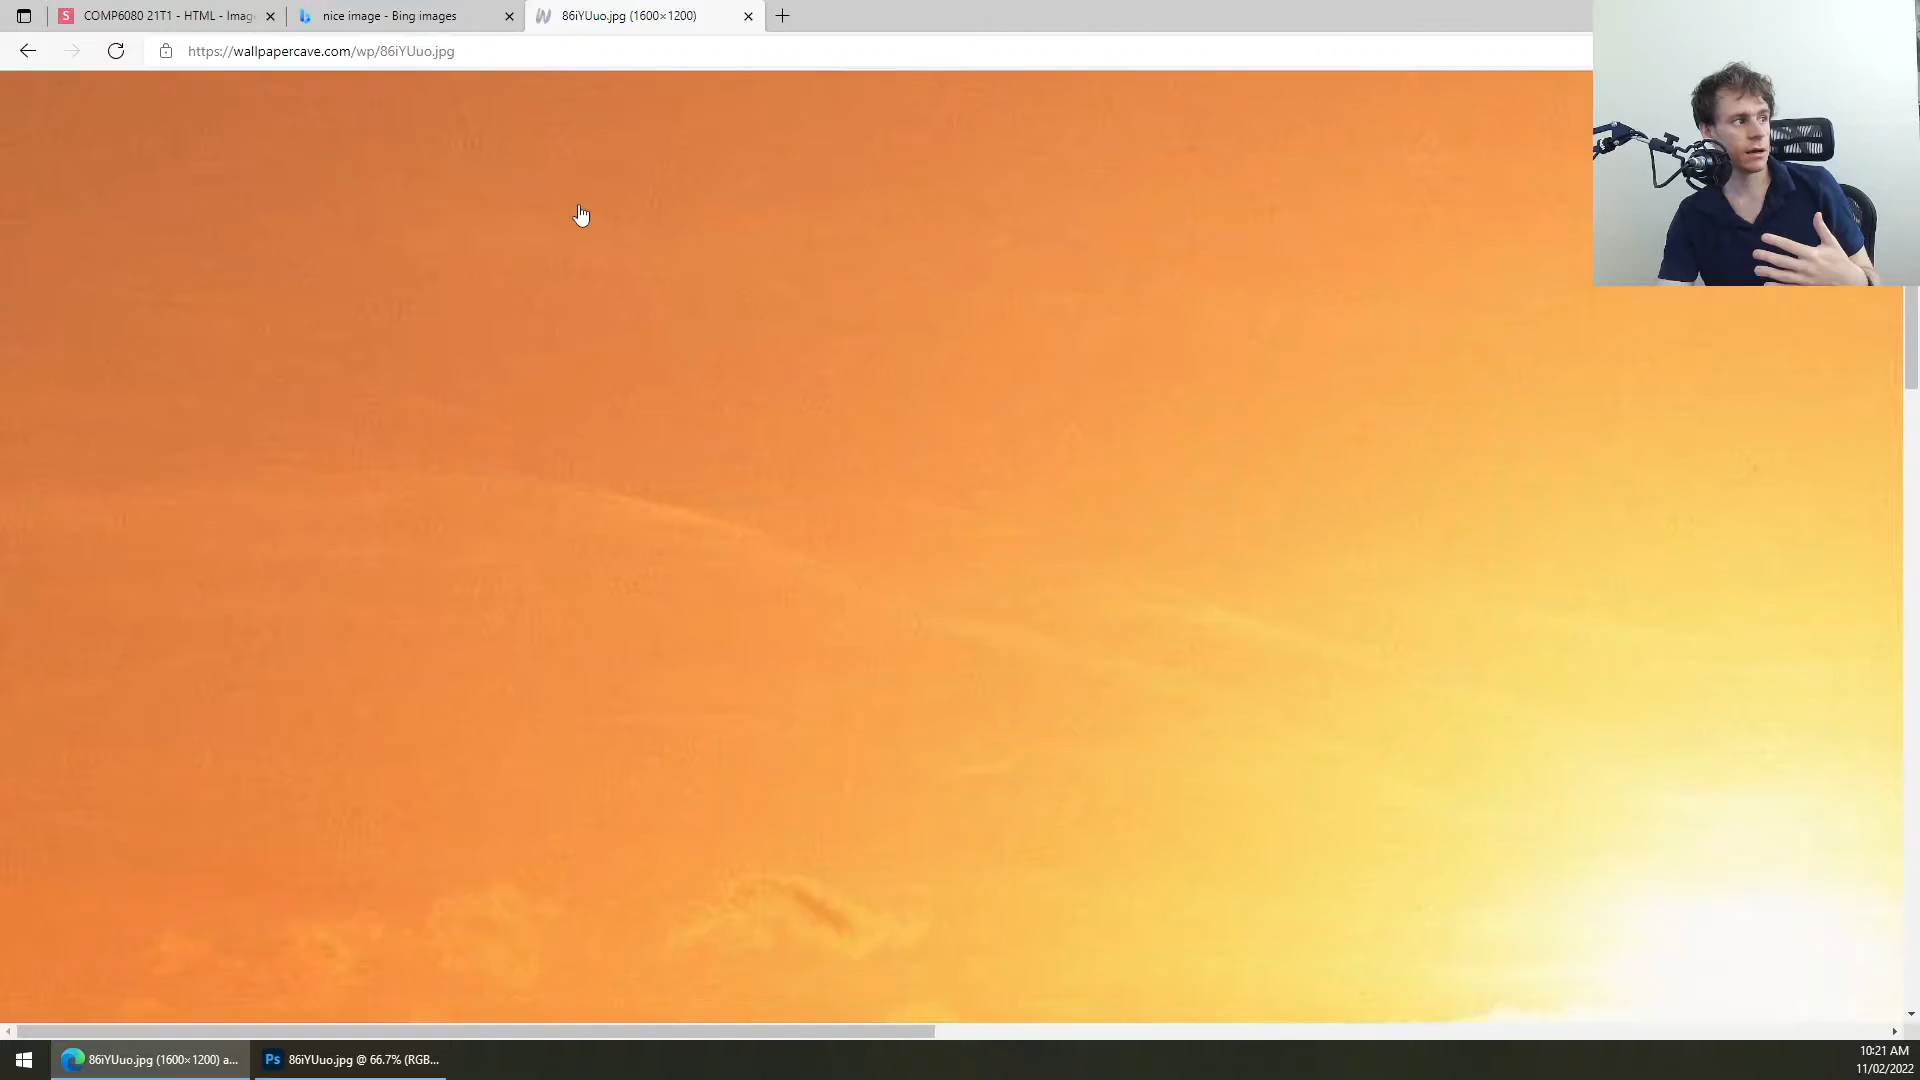 COMP6080 21T1 - HTML - Imag
nice image - Bing images
86iYUuo.jpg (1600×1200)
https://wallpapercave.com/wp/86iYUuo.jpg
86iYUuo.jpg (1600×1200) a...
Ps
86iYUuo.jpg @ 66.7% (RGB...
10:21 AM
11/02/2022